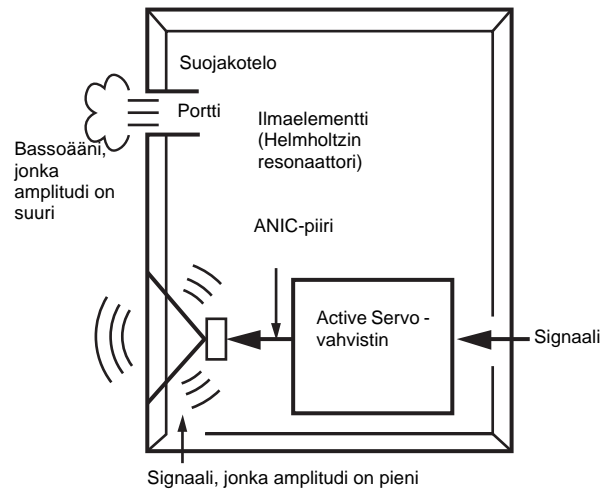 Suojakotelo
Portti
Ilmaelementti
(Helmholtzin
resonaattori)
Bassoääni,
jonka
amplitudi on
suuri
ANIC-piiri
Active Servo -
vahvistin
Signaali
Signaali, jonka amplitudi on pieni